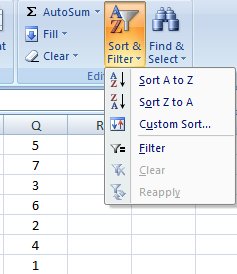 AutoSum
Fill
Clear
Sort &
Filter
Find &
Select
Sort A to Z
Sort Z to A
Custom Sort...
Filter
Clear
Reapply
Q
R
5
7
3
6
2
4
1